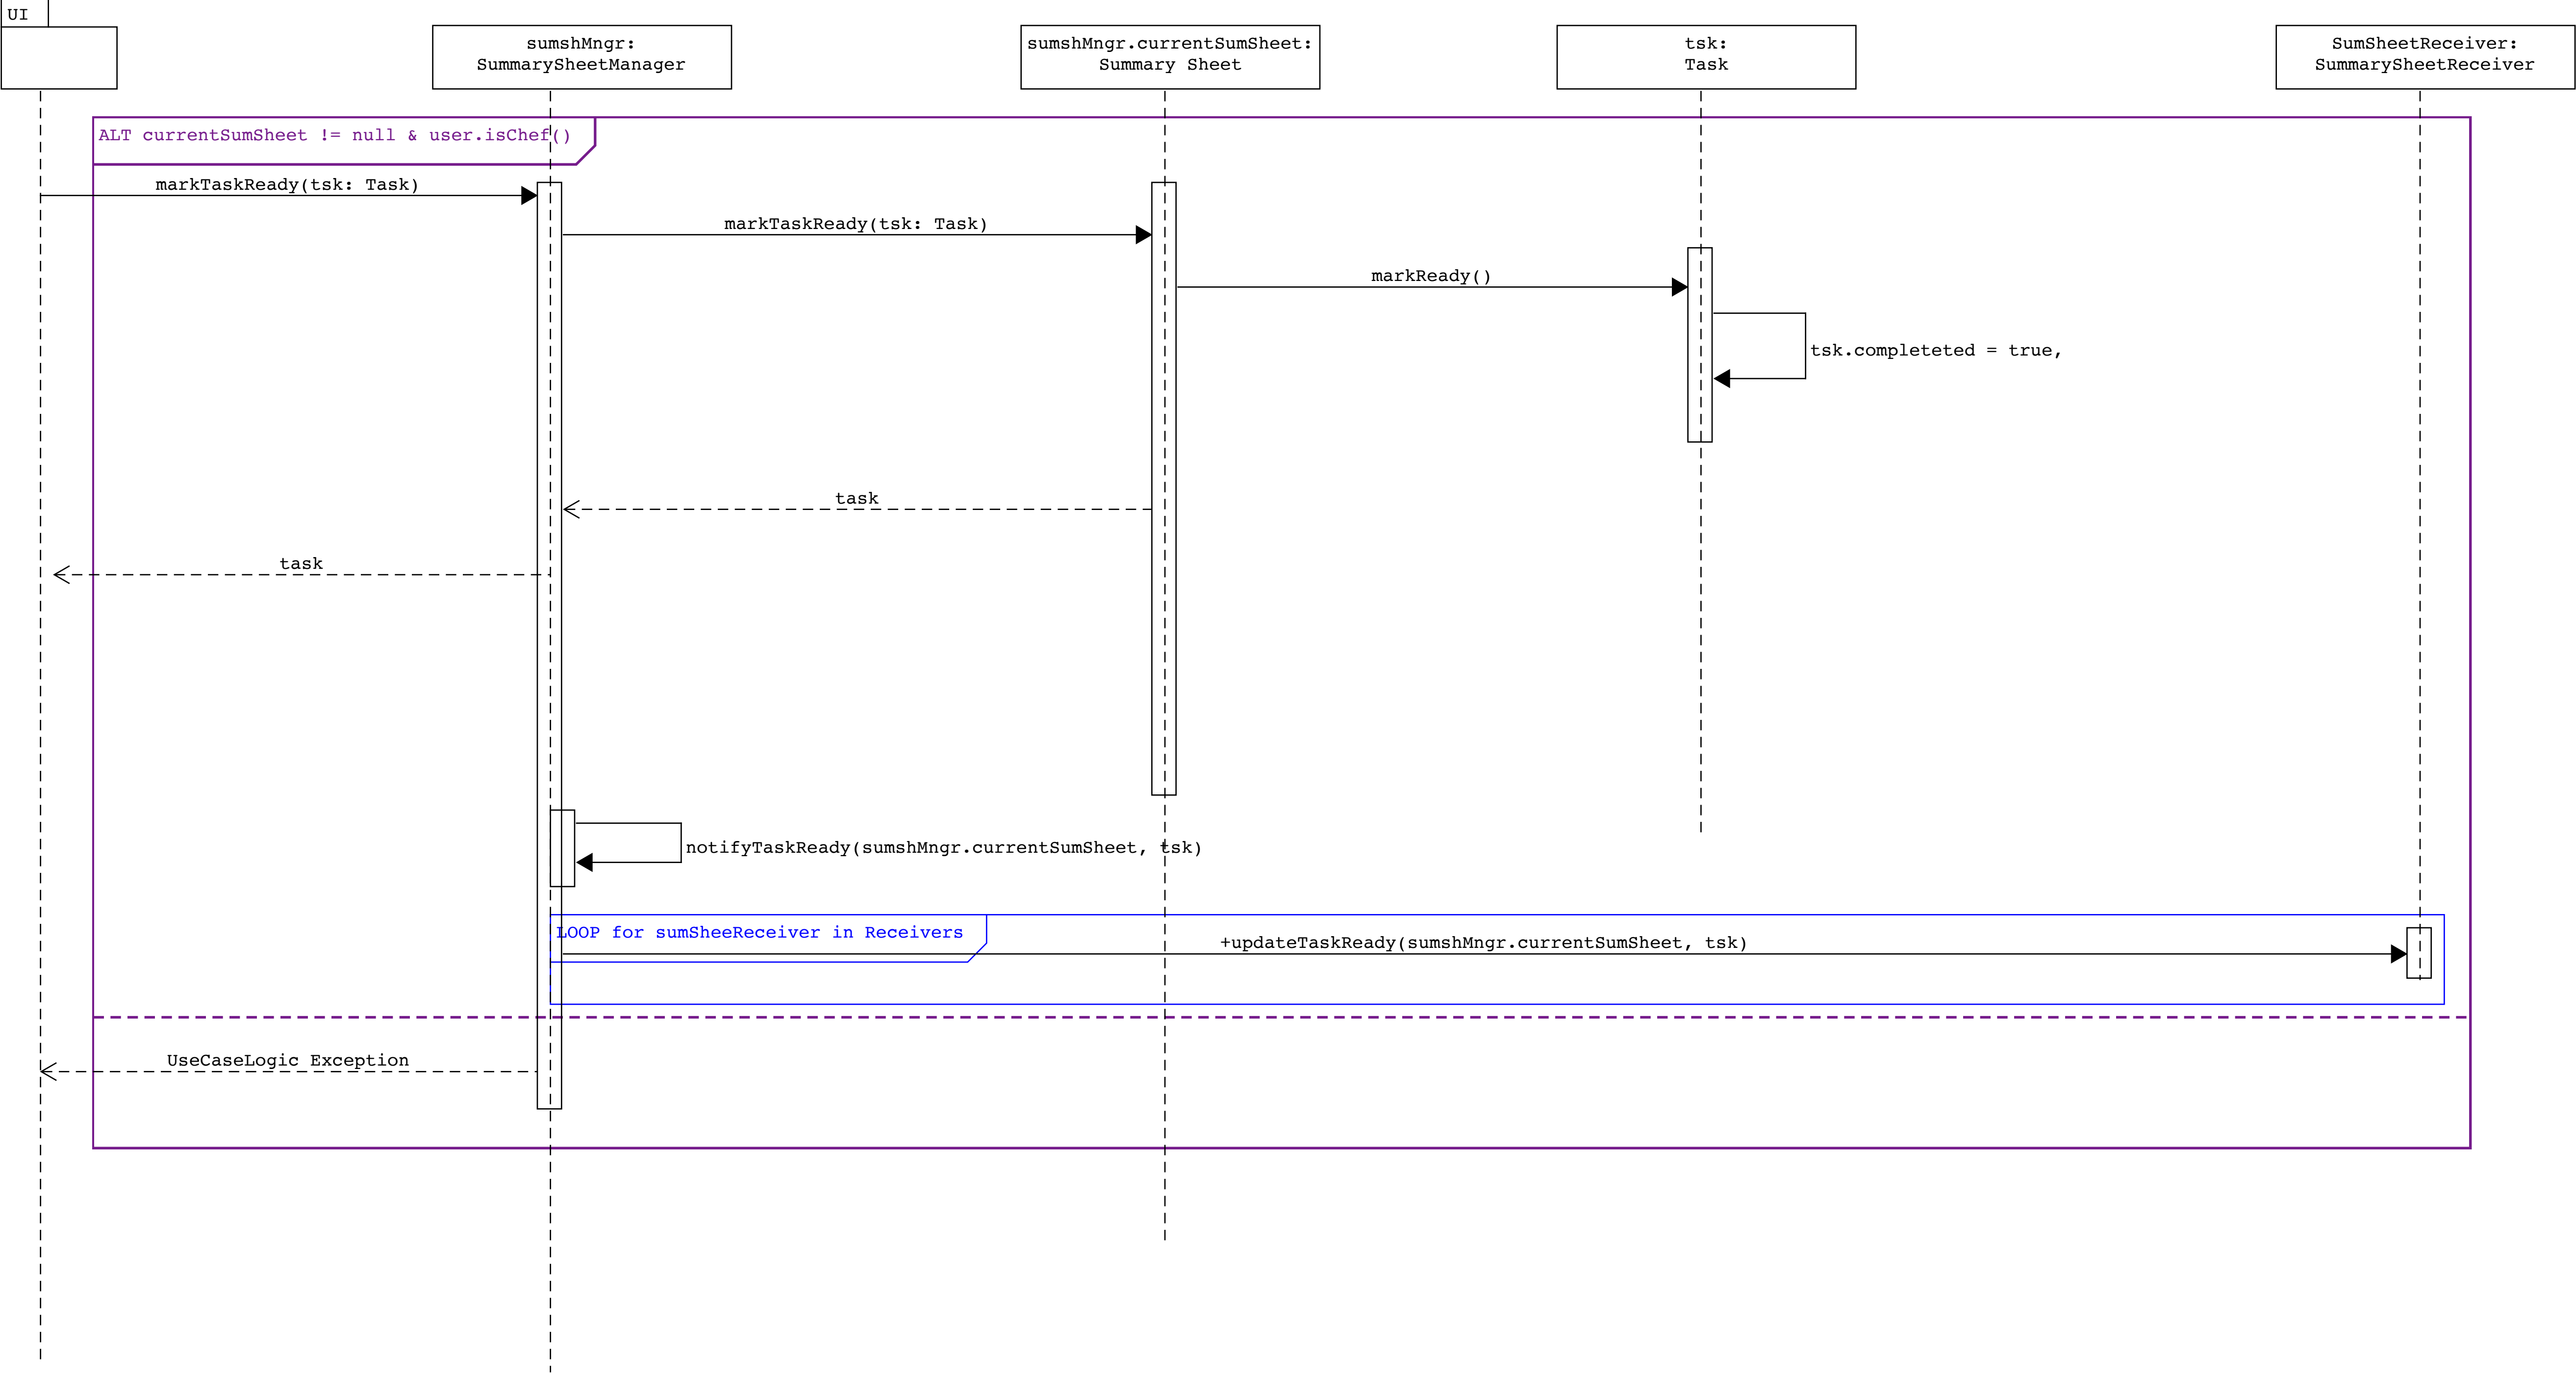 UI
sumshMngr:
SummarySheetManager
sumshMngr.currentSumSheet:
Summary Sheet
tsk:
Task
SumSheetReceiver:
SummarySheetReceiver
ALT currentSumSheet != null & user.isChef()
markTaskReady(tsk: Task)
markTaskReady(tsk: Task)
markReady()
tsk.completeted = true,
task
task
notifyTaskReady(sumshMngr.currentSumSheet, tsk)
LOOP for sumSheeReceiver in Receivers
+updateTaskReady(sumshMngr.currentSumSheet, tsk)
UseCaseLogic Exception